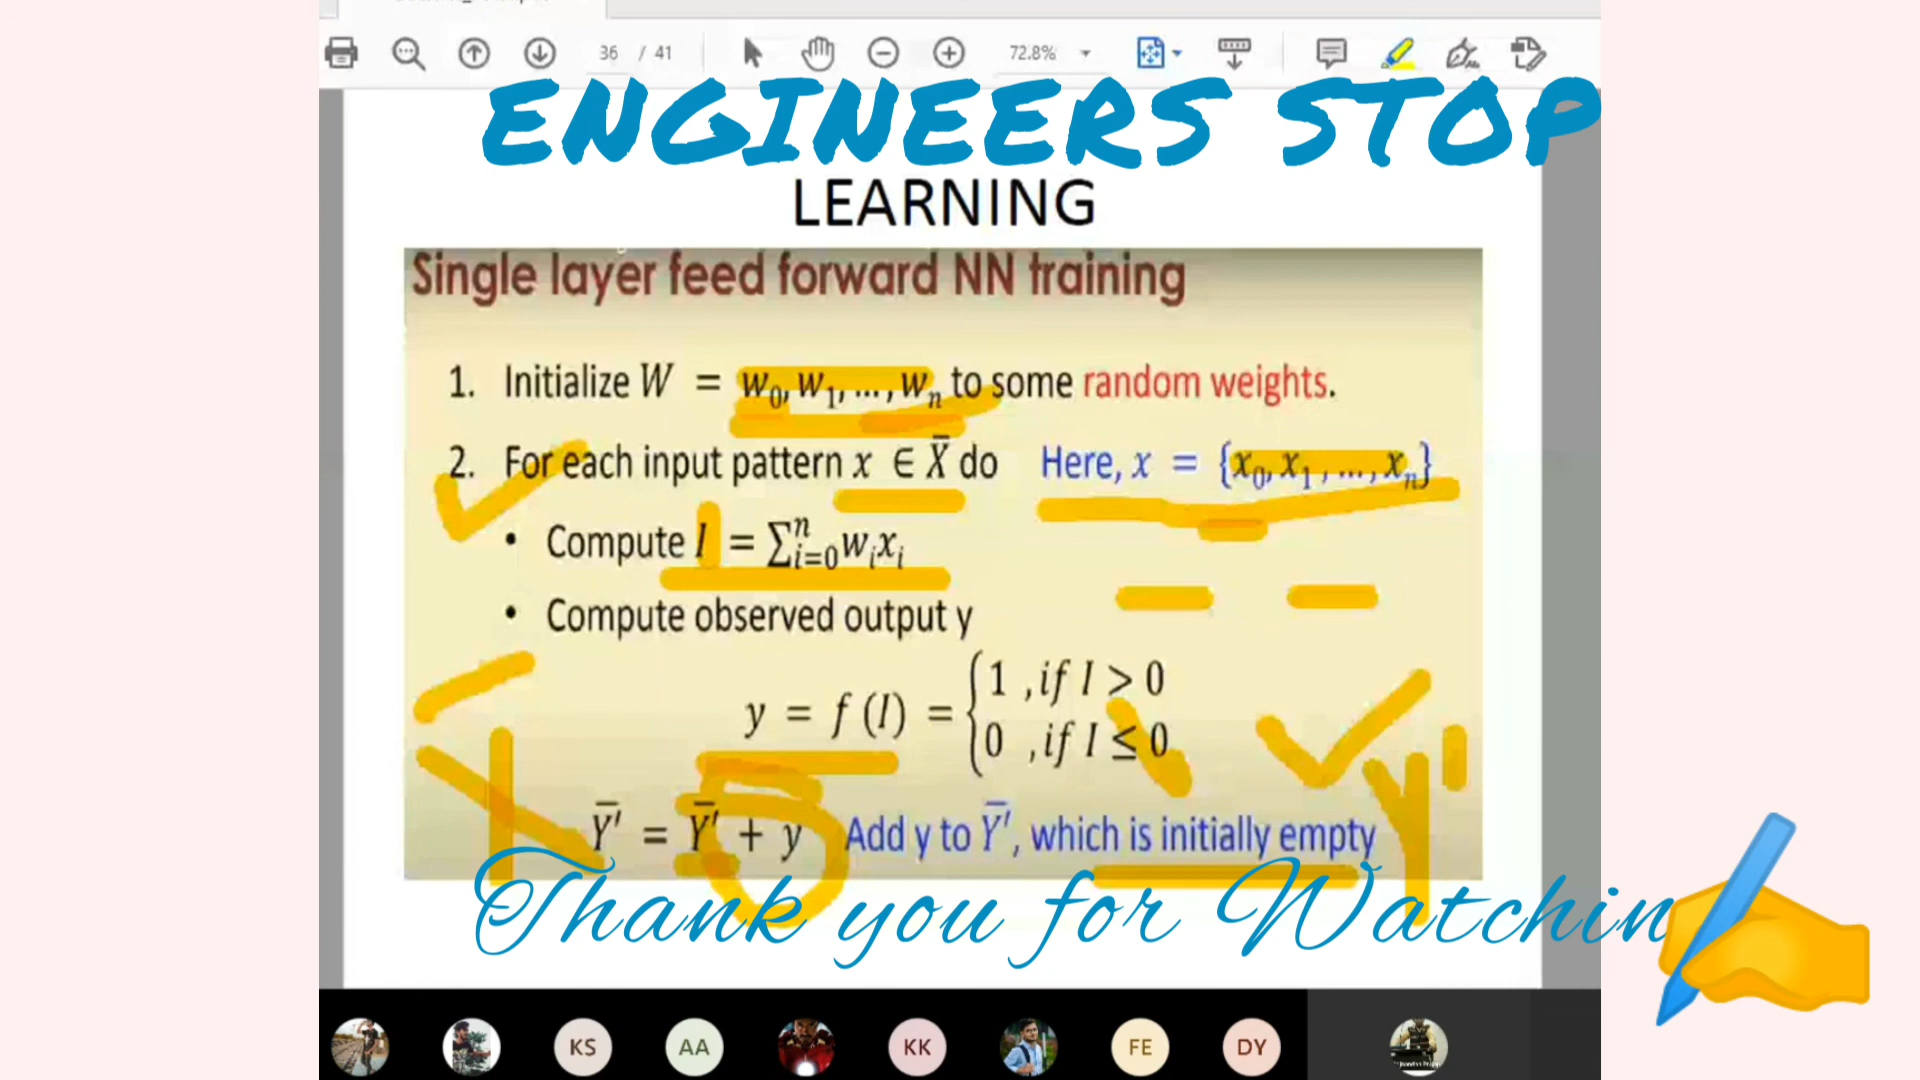 36 / 41
72.8%
ENGINEERS STOP
LEARNING
Single layer feed forward NN training
1. Initialize W = w₀, w₁, ..., wₙ to some random weights.
2. For each input pattern x ∈ X̄ do Here, x = {x₀, x₁, ..., xₙ}
• Compute I = ∑ⁿᵢ₌₀ wᵢxᵢ
• Compute observed output y
y = f (I) = { 1 , if I > 0
0 , if I ≤ 0
Ȳ′ = Ȳ′ + y Add y to Ȳ′, which is initially empty
Y'
Thank you for Watchin
KS AA KK FE DY